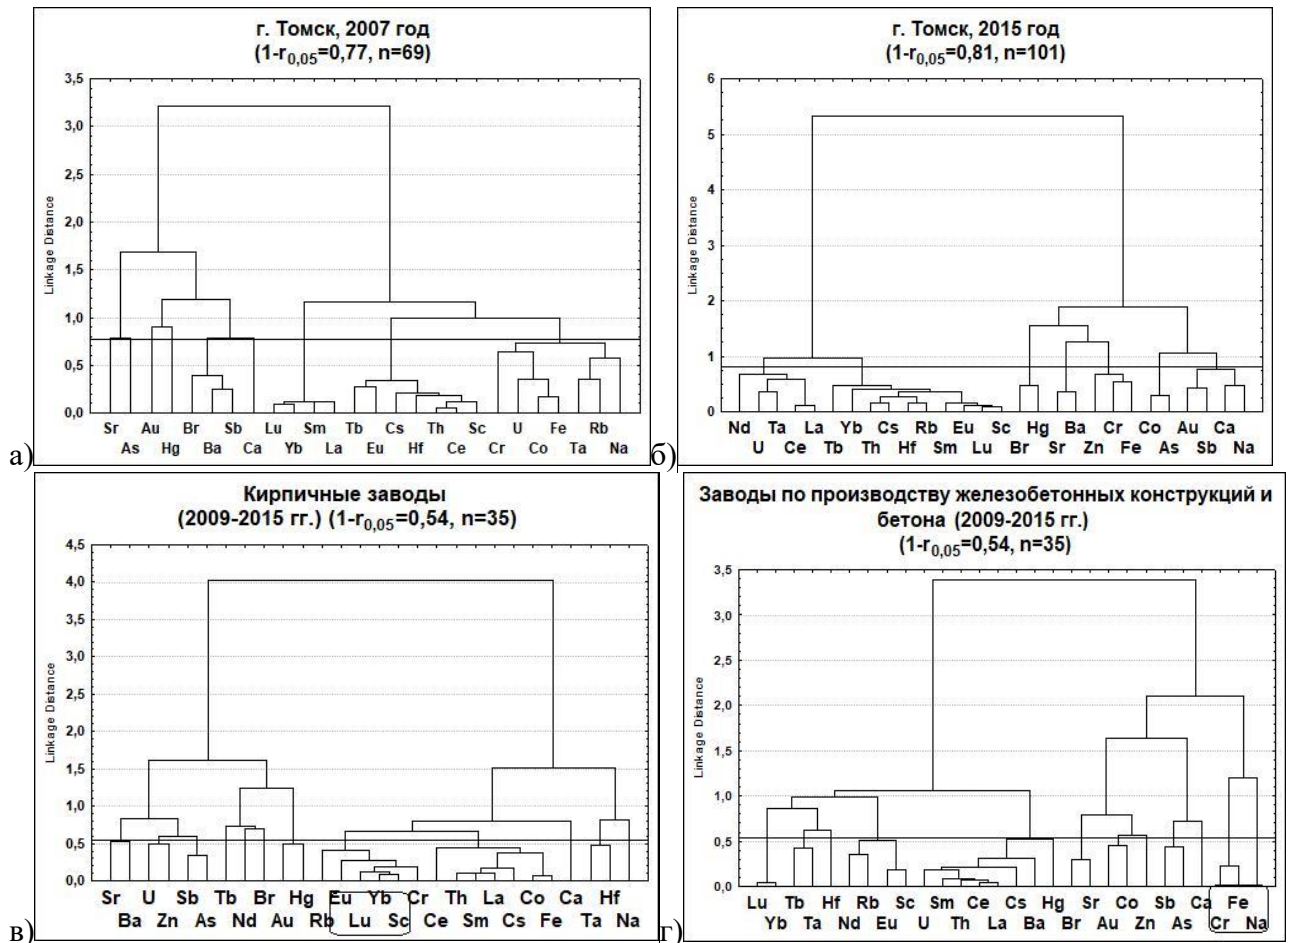 г. Томск, 2007 год
(1-r0,05=0,77, n=69)
3,5
3,0
2,5
2,0
1,5
1,0
0,5
0,0
Linkage Distance
Sr Au Br Sb Lu Sm Tb Cs Th Sc U Fe Rb
As Hg Ba Ca Yb La Eu Hf Ce Cr Co Ta Na
а)
г. Томск, 2015 год
(1-r0,05=0,81, n=101)
6
5
4
3
2
1
0
Linkage Distance
Nd Ta La Yb Cs Rb Eu Sc Hg Ba Cr Co Au Ca
U Ce Tb Th Hf Sm Lu Br Sr Zn Fe As Sb Na
б)
Кирпичные заводы
(2009-2015 гг.) (1-r0,05=0,54, n=35)
4,5
4,0
3,5
3,0
2,5
2,0
1,5
1,0
0,5
0,0
Linkage Distance
Sr U Sb Tb Br Hg Eu Yb Cr Th La Co Ca Hf
Ba Zn As Nd Au Rb Lu Sc Ce Sm Cs Fe Ta Na
в)
Заводы по производству железобетонных конструкций и
бетона (2009-2015 гг.)
(1-r0,05=0,54, n=35)
3,5
3,0
2,5
2,0
1,5
1,0
0,5
0,0
Linkage Distance
Lu Tb Hf Rb Sc Sm Ce Cs Hg Sr Co Sb Fe
Yb Ta Nd Eu U Th La Ba Br Au Zn As Cr Na
г)